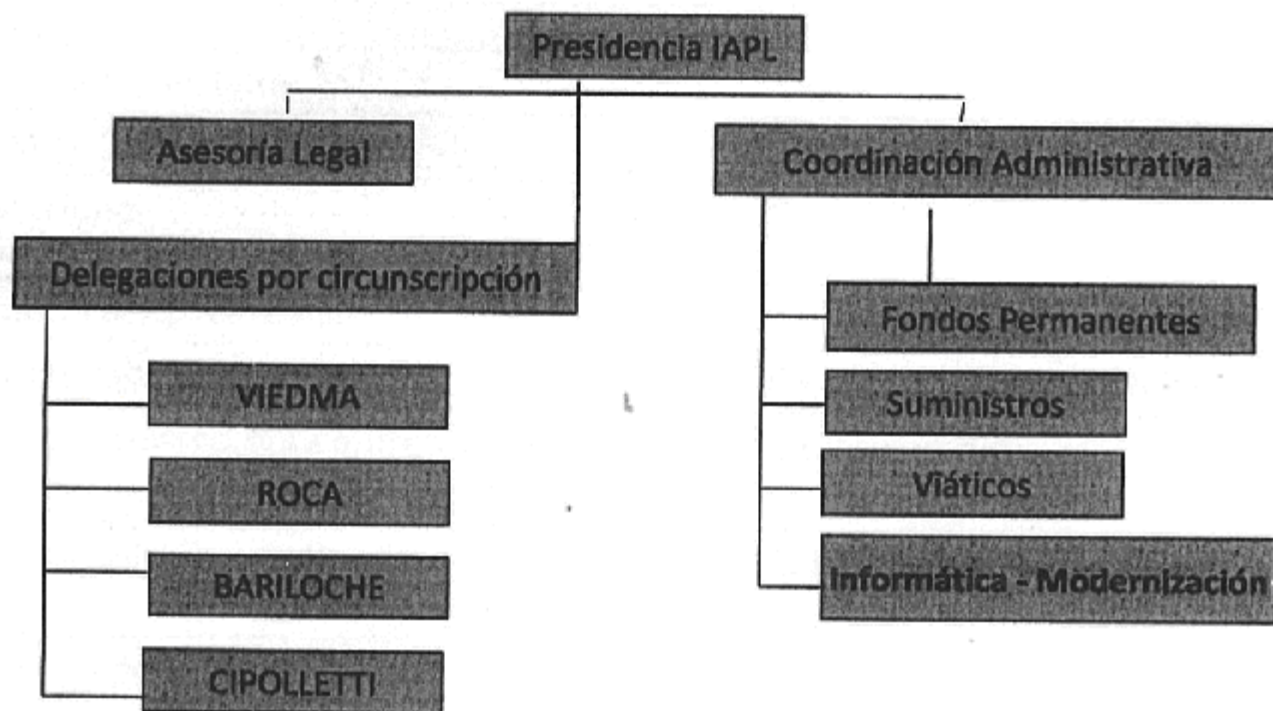 Presidencia IAPL
Asesoría Legal
Coordinación Administrativa
Delegaciones por circunscripción
Fondos Permanentes
VIEDMA
Suministros
ROCA
Viáticos
BARILOCHE
Informática - Modernización
CIPOLLETTI